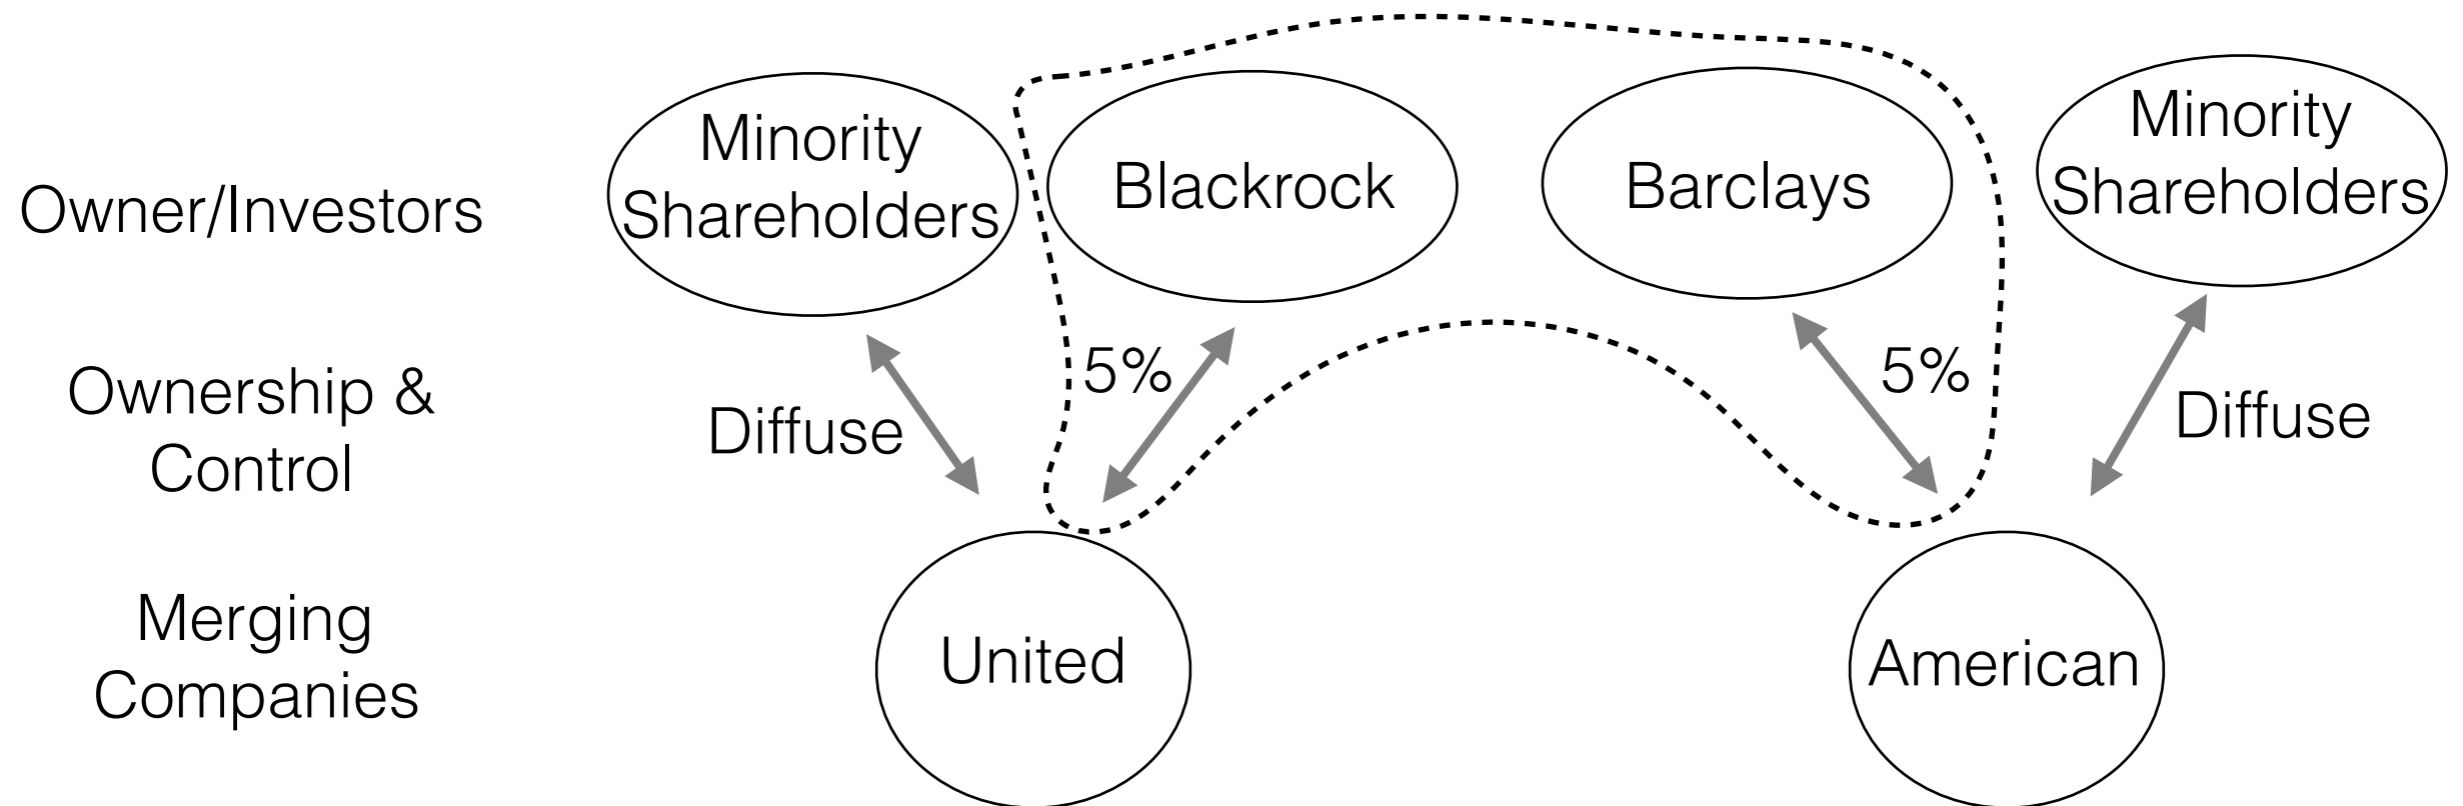 Owner/Investors
Minority
Shareholders
Blackrock
Barclays
Minority
Shareholders
Ownership &
Control
Diffuse
5%
5%
Diffuse
Merging
Companies
United
American